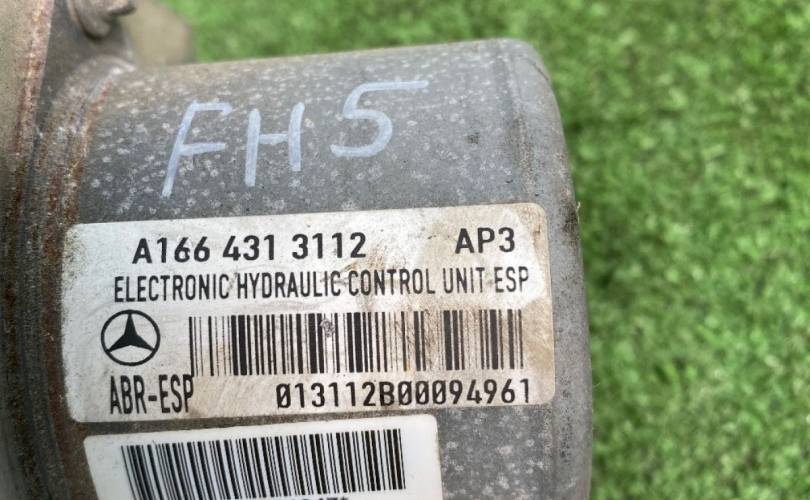 FH5
A166 431 3112 AP3
ELECTRONIC HYDRAULIC CONTROL UNIT ESP
ABR-ESP 013112B00094961